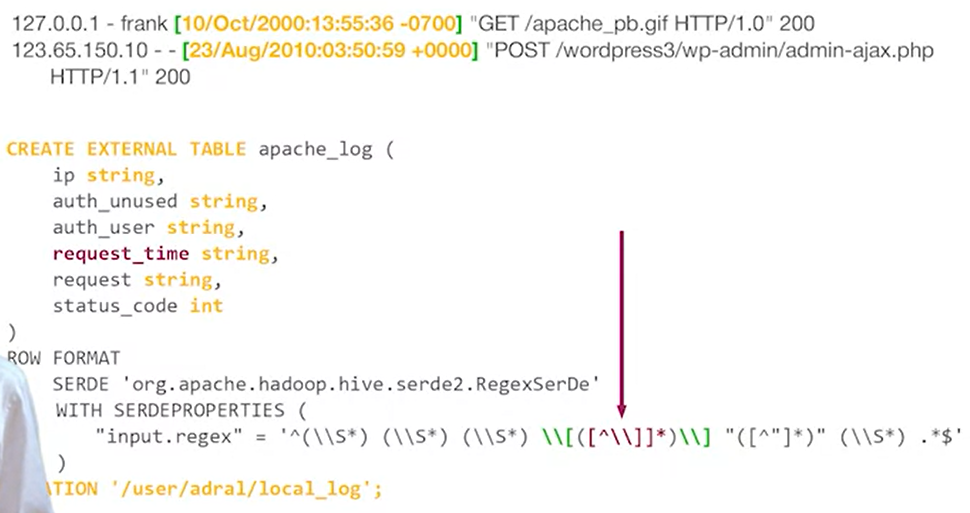 127.0.0.1 - frank [10/Oct/2000:13:55:36 -0700] "GET /apache_pb.gif HTTP/1.0" 200
123.65.150.10 - - [23/Aug/2010:03:50:59 +0000] "POST /wordpress3/wp-admin/admin-ajax.php
HTTP/1.1" 200
CREATE EXTERNAL TABLE apache_log (
ip string,
auth_unused string,
auth_user string,
request_time string,
request string,
status_code int
)
ROW FORMAT
SERDE 'org.apache.hadoop.hive.serde2.RegexSerDe'
WITH SERDEPROPERTIES (
"input.regex" = '^(\\S*) (\\S*) (\\S*) \\[([^\\]]*)\\] "([^"]*)" (\\S*) .*$'
)
'/user/adral/local_log';